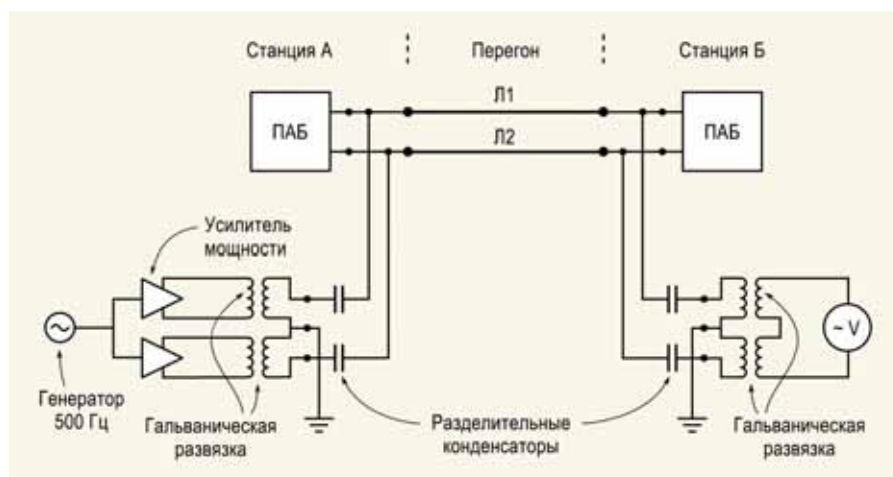 Станция А
Перегон
Станция Б
Л1
ПАБ
Л2
ПАБ
Усилитель
мощности
~ V
Генератор
500 Гц
Гальваническая
развязка
Разделительные
конденсаторы
Гальваническая
развязка